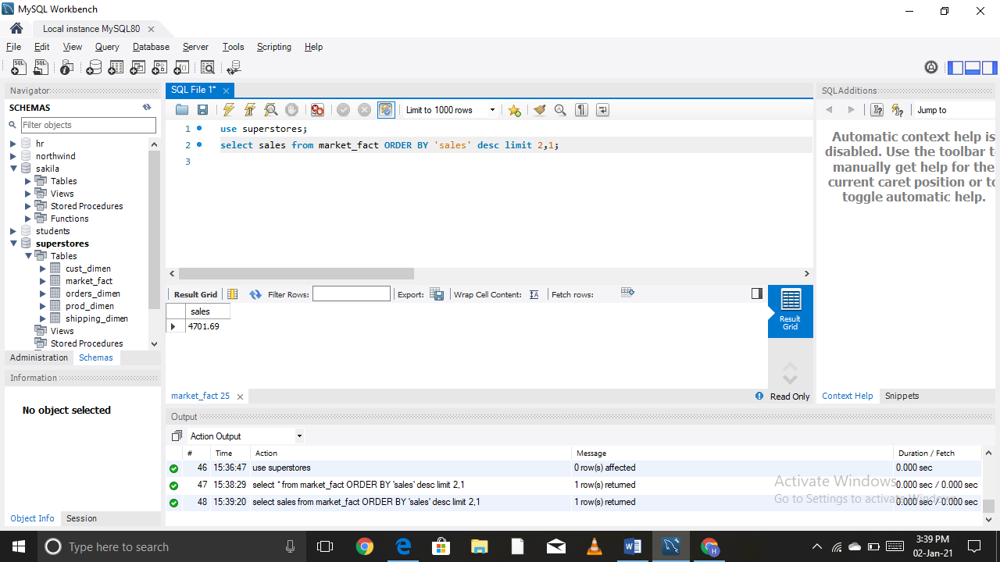 MySQL Workbench
Local instance MySQL80
File Edit View Query Database Server Tools Scripting Help
Navigator
SCHEMAS
Filter objects
hr
northwind
sakila
Tables
Views
Stored Procedures
Functions
students
superstores
Tables
cust_dimen
market_fact
orders_dimen
prod_dimen
shipping_dimen
Views
Stored Procedures
Administration Schemas
Information
No object selected
Object Info Session
SQL File 1*
Limit to 1000 rows
1 use superstores;
2 select sales from market_fact ORDER BY 'sales' desc limit 2,1;
3
Result Grid Filter Rows: Export: Wrap Cell Content: Fetch rows:
sales
4701.69
Result
Grid
market_fact 25
Read Only
SQLAdditions
Jump to
Automatic context help is
disabled. Use the toolbar t
manually get help for the
current caret position or to
toggle automatic help.
Context Help Snippets
Output
Action Output
# Time Action Message Duration / Fetch
46 15:36:47 use superstores 0 row(s) affected 0.000 sec
47 15:38:29 select * from market_fact ORDER BY 'sales' desc limit 2,1 1 row(s) returned 0.000 sec / 0.000 sec
48 15:39:20 select sales from market_fact ORDER BY 'sales' desc limit 2,1 1 row(s) returned 0.000 sec / 0.000 sec
Activate Windows
Go to Settings to activate Windows.
Type here to search
3:39 PM
02-Jan-21